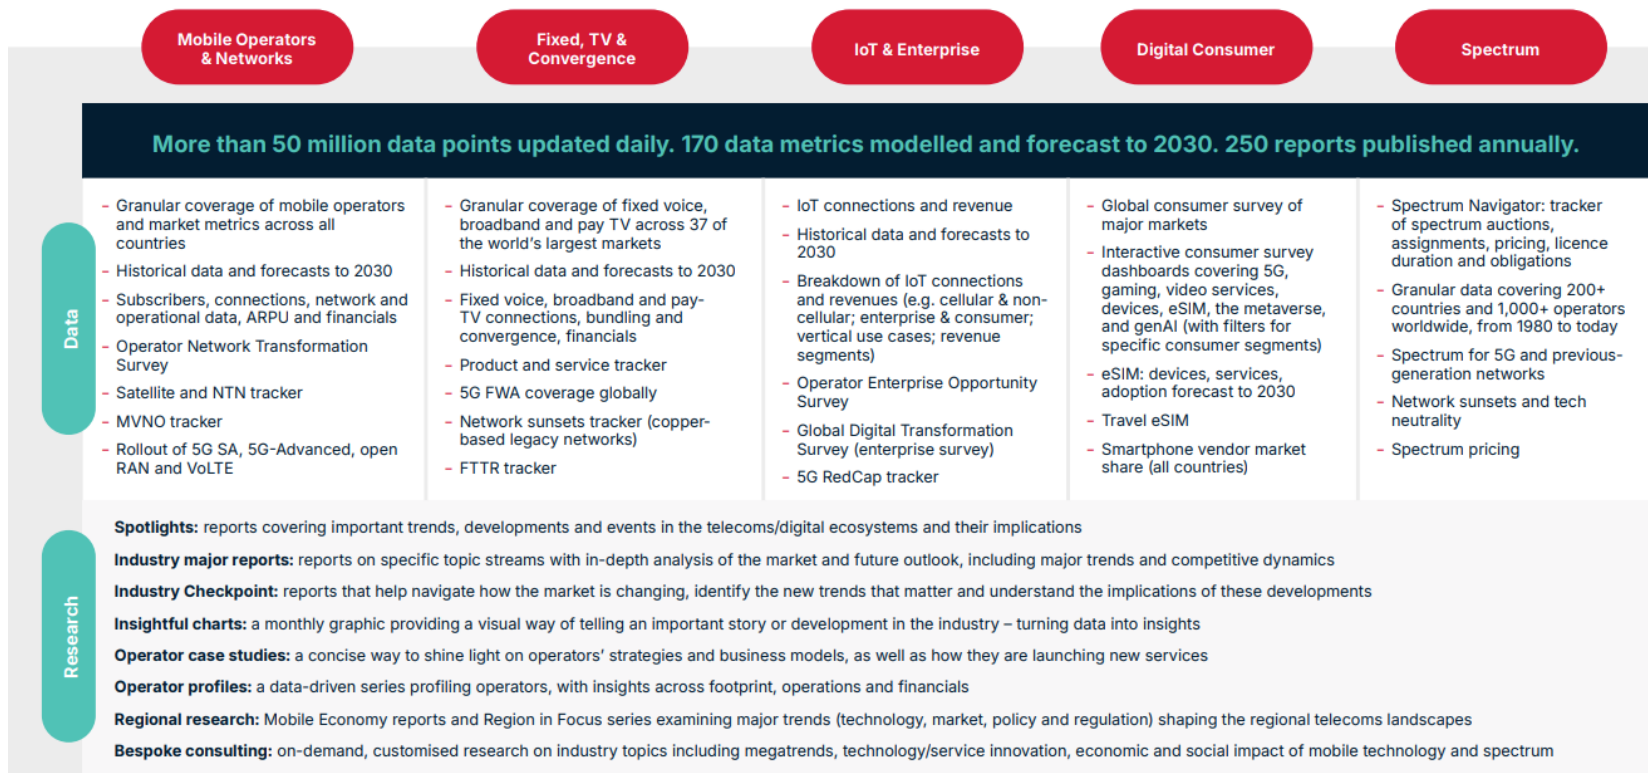 Mobile Operators
& Networks
Fixed, TV &
Convergence
IoT & Enterprise
Digital Consumer
Spectrum
More than 50 million data points updated daily. 170 data metrics modelled and forecast to 2030. 250 reports published annually.
Data
– Granular coverage of mobile operators
and market metrics across all
countries
– Historical data and forecasts to 2030
– Subscribers, connections, network and
operational data, ARPU and financials
– Operator Network Transformation
Survey
– Satellite and NTN tracker
– MVNO tracker
– Rollout of 5G SA, 5G-Advanced, open
RAN and VoLTE
– Granular coverage of fixed voice,
broadband and pay TV across 37 of
the world's largest markets
– Historical data and forecasts to 2030
– Fixed voice, broadband and pay-
TV connections, bundling and
convergence, financials
– Product and service tracker
– 5G FWA coverage globally
– Network sunsets tracker (copper-
based legacy networks)
– FTTR tracker
– IoT connections and revenue
– Historical data and forecasts to
2030
– Breakdown of IoT connections
and revenues (e.g. cellular & non-
cellular; enterprise & consumer;
vertical use cases; revenue
segments)
– Operator Enterprise Opportunity
Survey
– Global Digital Transformation
Survey (enterprise survey)
– 5G RedCap tracker
– Global consumer survey of
major markets
– Interactive consumer survey
dashboards covering 5G,
gaming, video services,
devices, eSIM, the metaverse,
and genAI (with filters for
specific consumer segments)
– eSIM: devices, services,
adoption forecast to 2030
– Travel eSIM
– Smartphone vendor market
share (all countries)
– Spectrum Navigator: tracker
of spectrum auctions,
assignments, pricing, licence
duration and obligations
– Granular data covering 200+
countries and 1,000+ operators
worldwide, from 1980 to today
– Spectrum for 5G and previous-
generation networks
– Network sunsets and tech
neutrality
– Spectrum pricing
Research
Spotlights: reports covering important trends, developments and events in the telecoms/digital ecosystems and their implications
Industry major reports: reports on specific topic streams with in-depth analysis of the market and future outlook, including major trends and competitive dynamics
Industry Checkpoint: reports that help navigate how the market is changing, identify the new trends that matter and understand the implications of these developments
Insightful charts: a monthly graphic providing a visual way of telling an important story or development in the industry – turning data into insights
Operator case studies: a concise way to shine light on operators' strategies and business models, as well as how they are launching new services
Operator profiles: a data-driven series profiling operators, with insights across footprint, operations and financials
Regional research: Mobile Economy reports and Region in Focus series examining major trends (technology, market, policy and regulation) shaping the regional telecoms landscapes
Bespoke consulting: on-demand, customised research on industry topics including megatrends, technology/service innovation, economic and social impact of mobile technology and spectrum